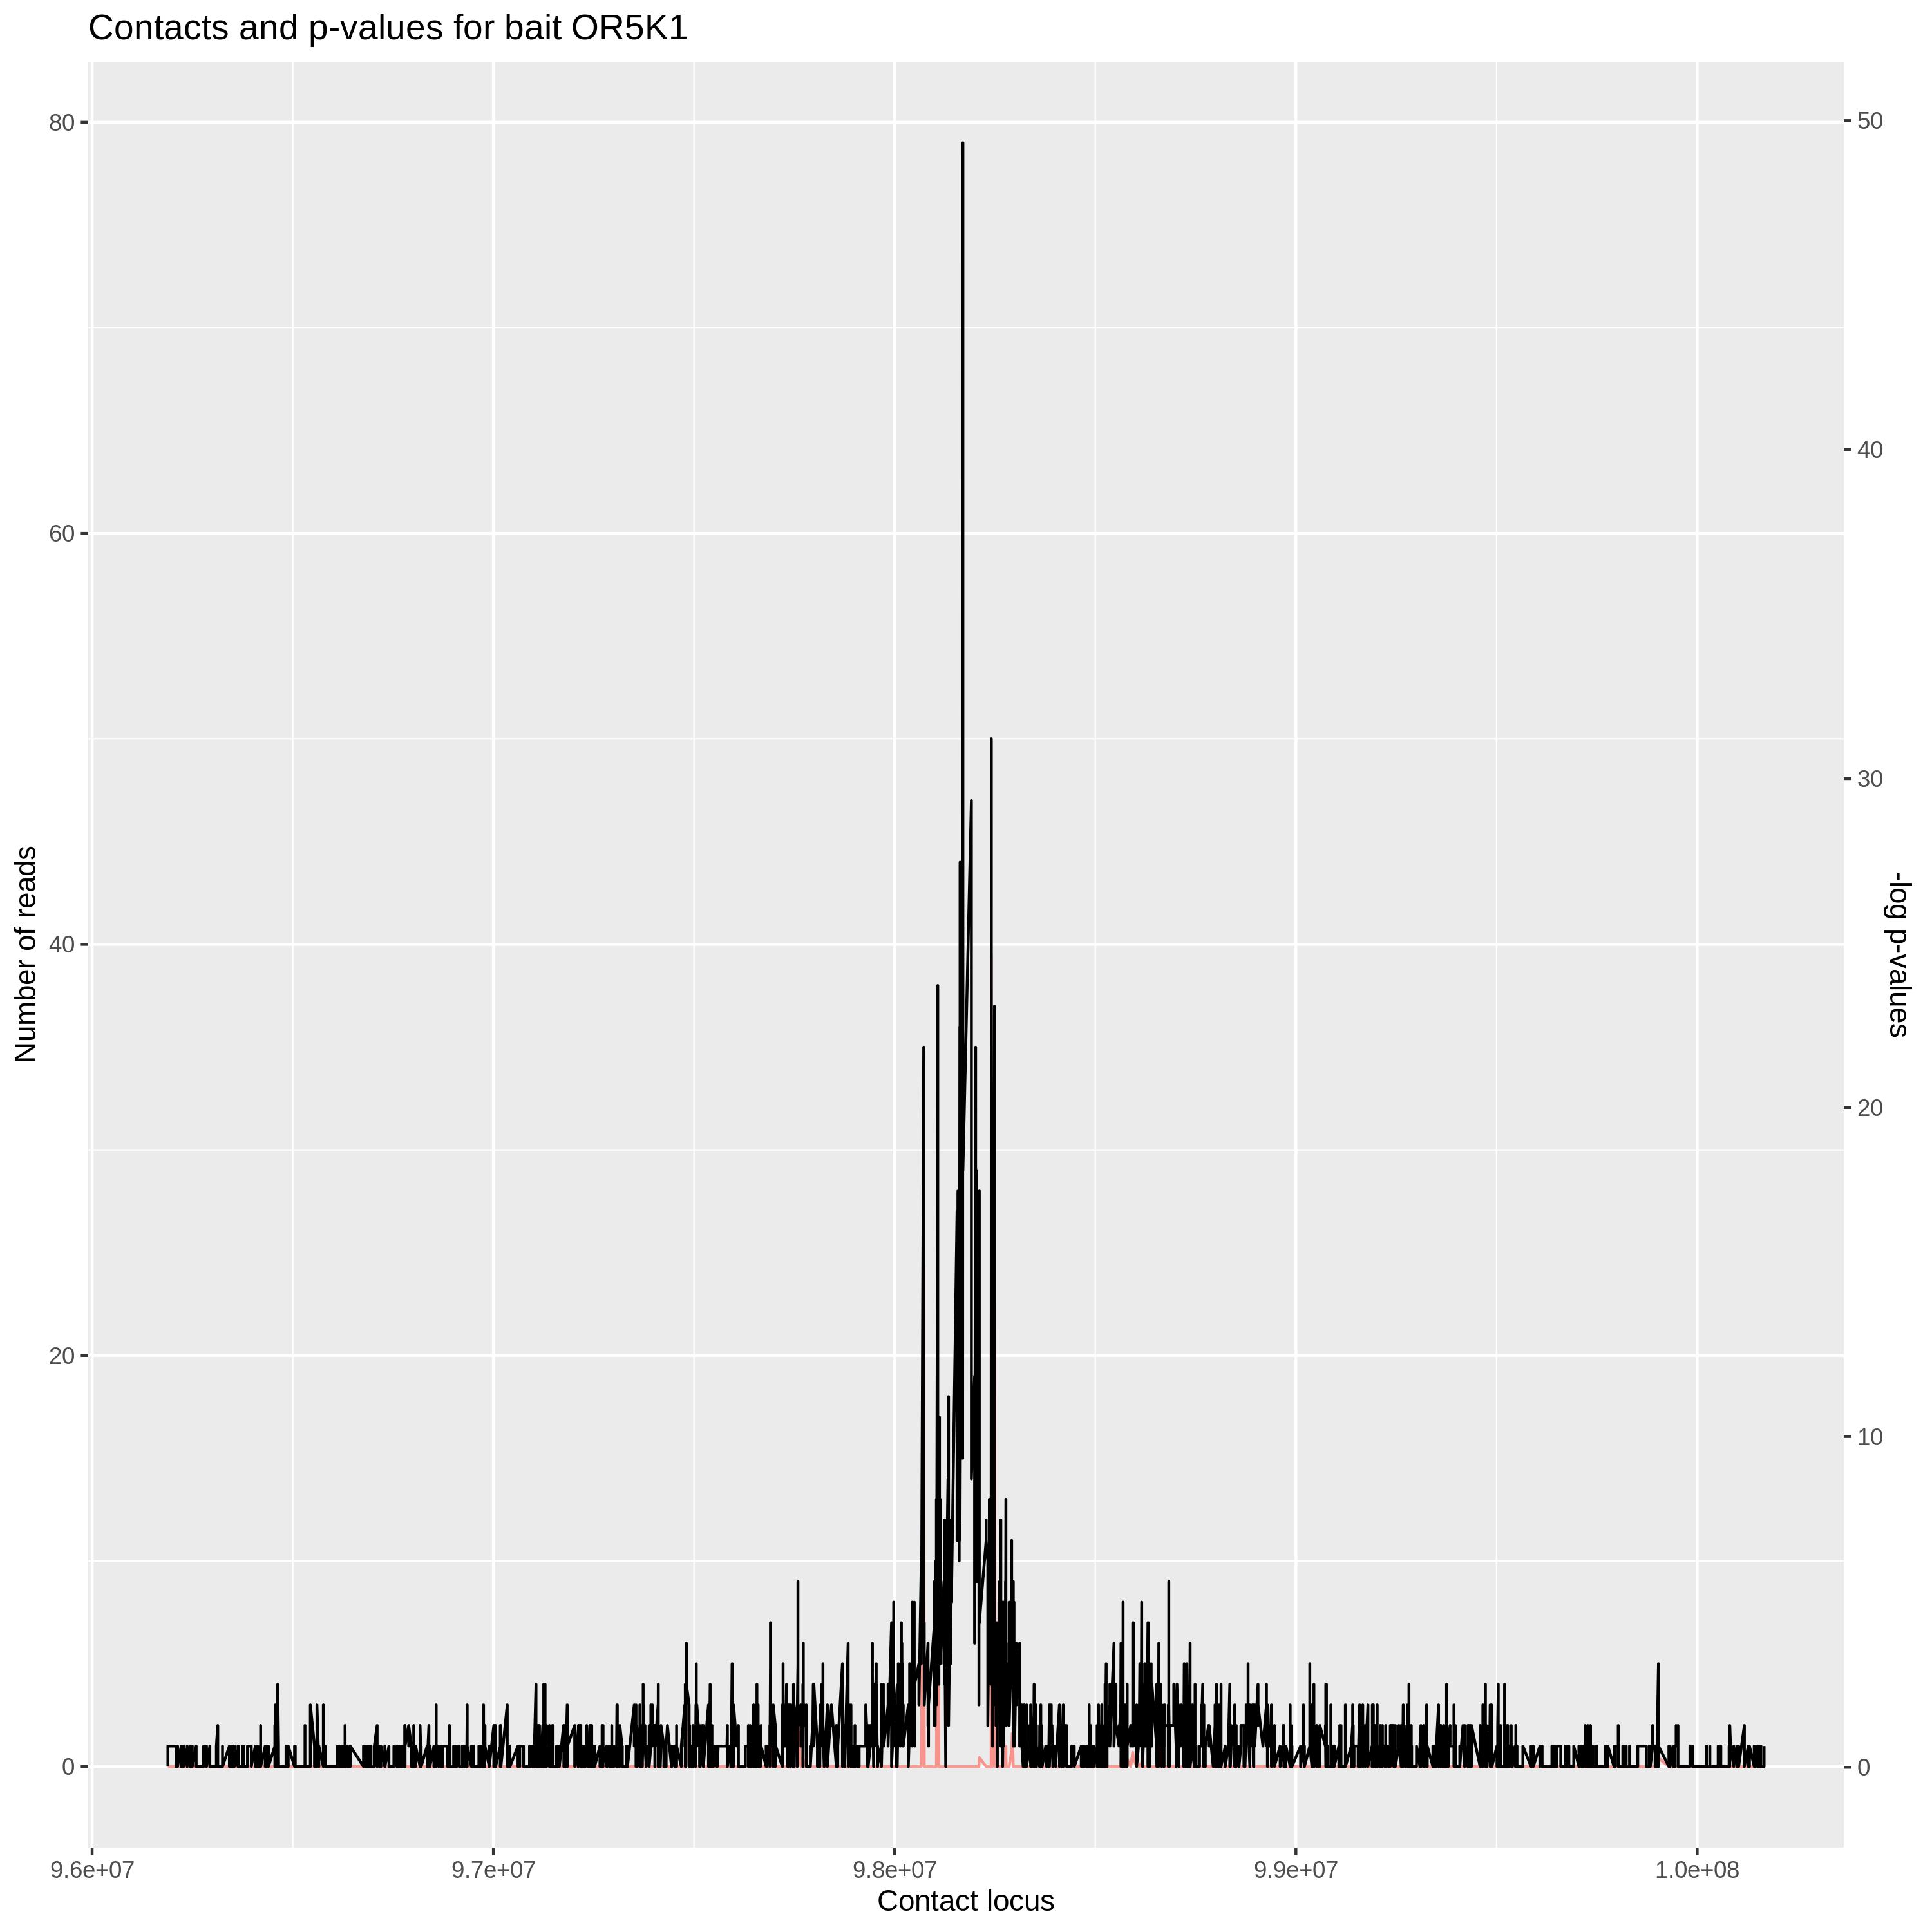 Contacts and p-values for bait OR5K1
80
60
40
20
0
Number of reads
50
40
30
20
10
0
-log p-values
9.6e+07
9.7e+07
9.8e+07
9.9e+07
1.0e+08
Contact locus